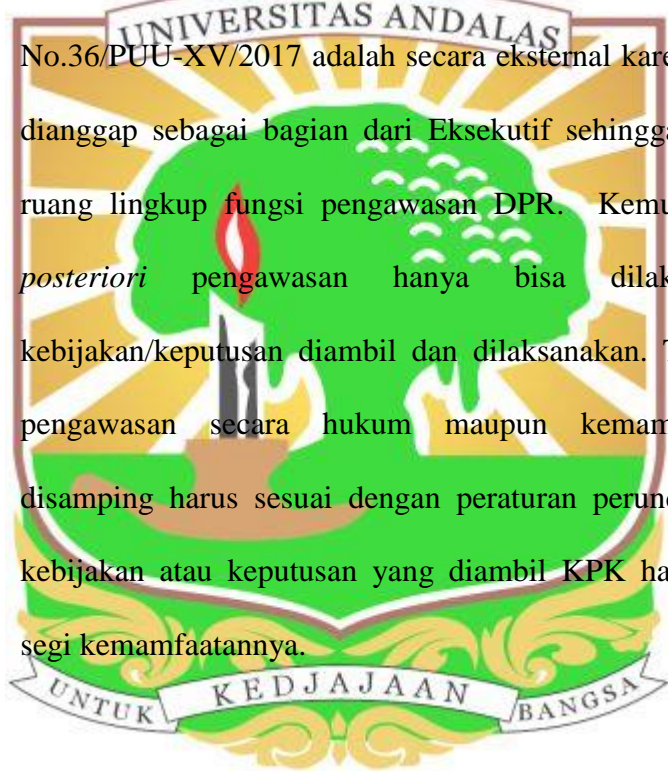 UNIVERSITAS ANDALAS
No.36/PUU-XV/2017 adalah secara eksternal kare
dianggap sebagai bagian dari Eksekutif sehingga
ruang lingkup fungsi pengawasan DPR. Kemu
posteriori pengawasan hanya bisa dilak
kebijakan/keputusan diambil dan dilaksanakan. T
pengawasan secara hukum maupun kemam
disamping harus sesuai dengan peraturan perund
kebijakan atau keputusan yang diambil KPK ha
segi kemamfaatannya.
UNTUK KEDJAJAAN BANGSA